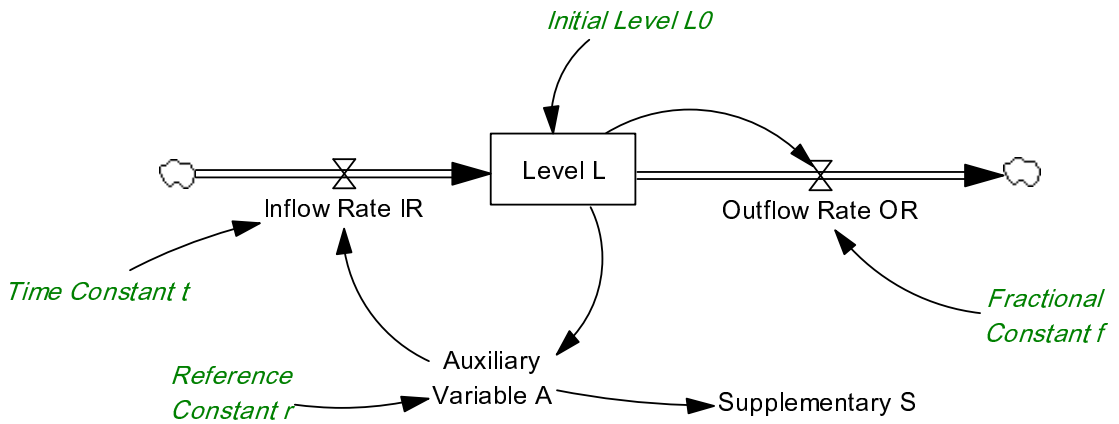 Initial Level L0
Level L
Inflow Rate IR
Outflow Rate OR
Time Constant t
Fractional
Constant f
Auxiliary
Variable A
Reference
Constant r
Supplementary S